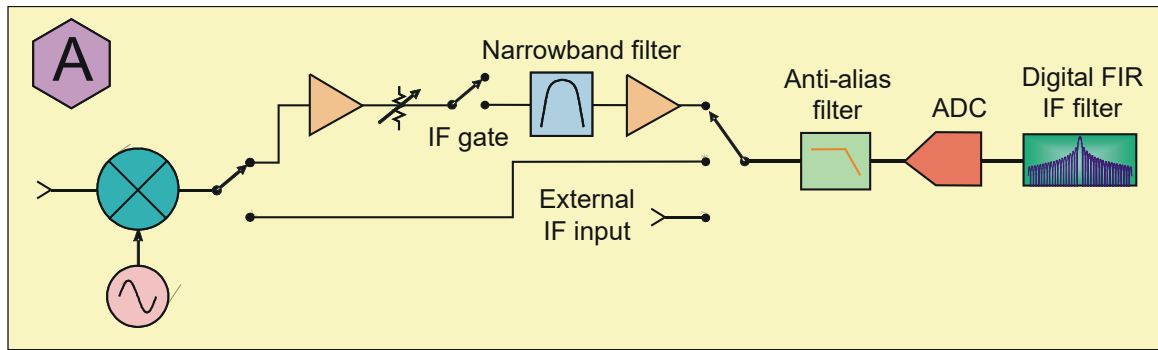 A
Narrowband filter
IF gate
Anti-alias
filter
ADC
Digital FIR
IF filter
External
IF input